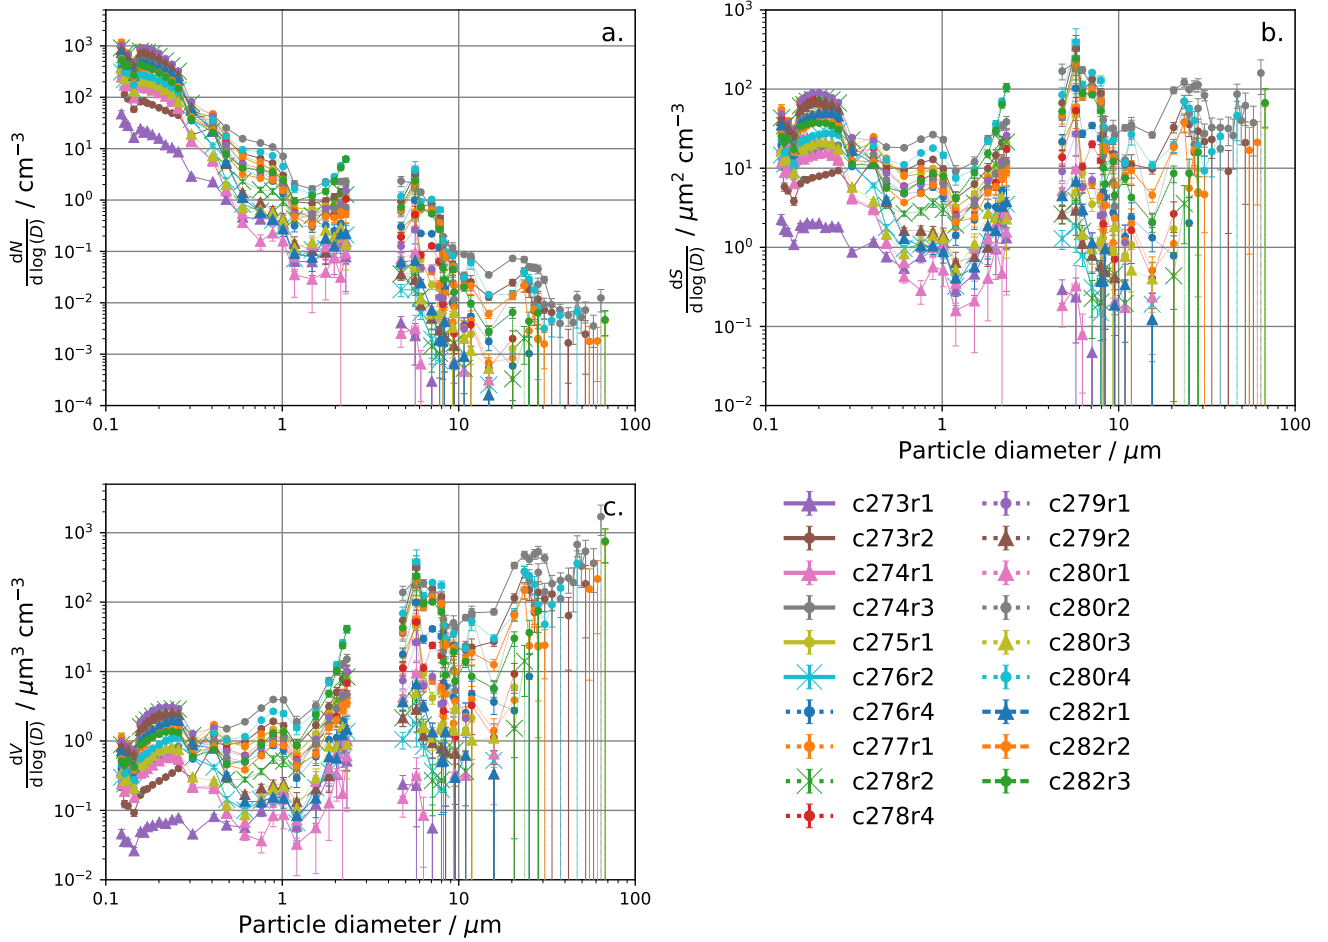 a.
10³
10²
10¹
10⁰
10⁻¹
10⁻²
10⁻³
10⁻⁴
dN / d log (D) / cm⁻³
0.1 1 10 100
b.
10³
10²
10¹
10⁰
10⁻¹
10⁻²
dS / d log (D) / μm² cm⁻³
0.1 1 10 100
Particle diameter / μm
c.
10³
10²
10¹
10⁰
10⁻¹
10⁻²
dV / d log (D) / μm³ cm⁻³
0.1 1 10 100
Particle diameter / μm
c273r1
c273r2
c274r1
c274r3
c275r1
c276r2
c276r4
c277r1
c278r2
c278r4
c279r1
c279r2
c280r1
c280r2
c280r3
c280r4
c282r1
c282r2
c282r3